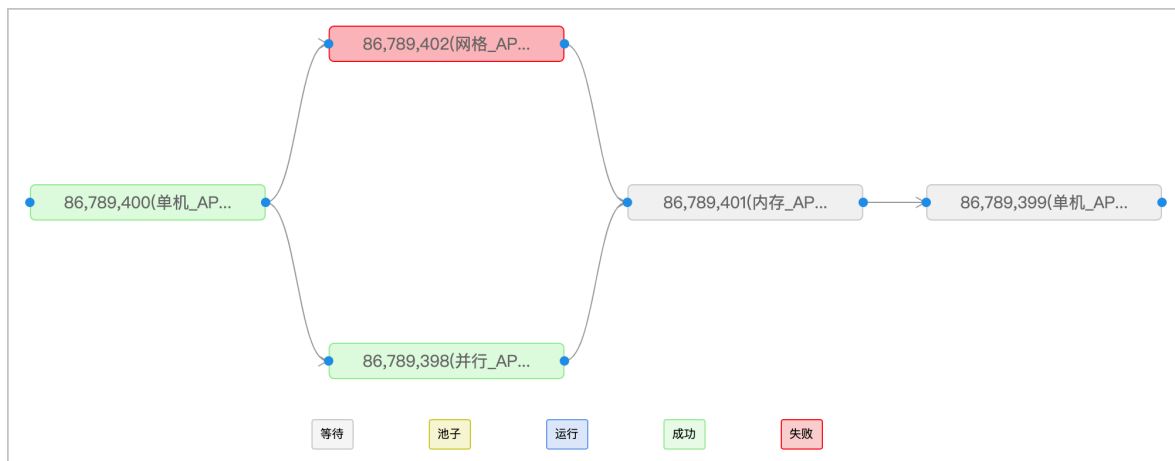 86,789,402(网格_AP...
86,789,400(单机_AP...
86,789,401(内存_AP...
86,789,399(单机_AP...
86,789,398(并行_AP...
等待
池子
运行
成功
失败